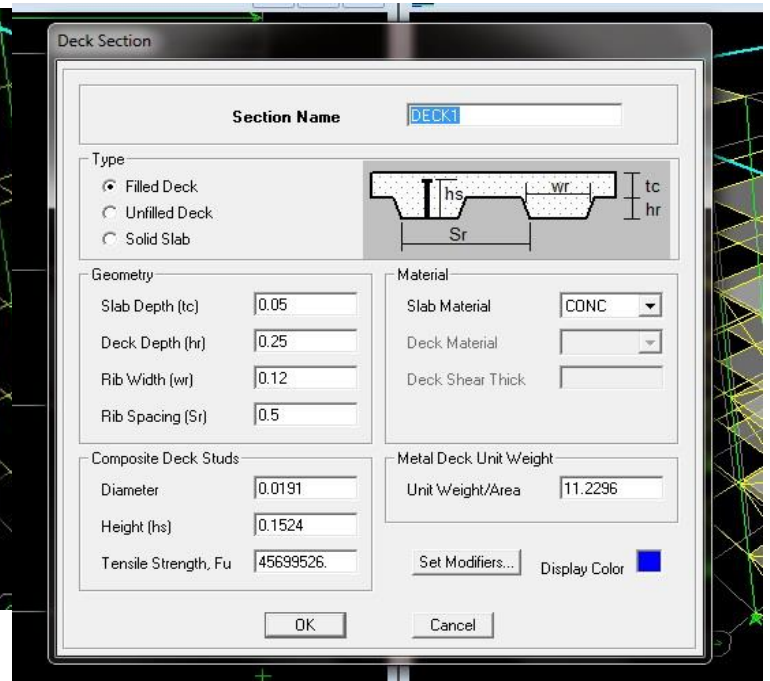 Deck Section
Section Name DECK1
Type
Filled Deck
Unfilled Deck
Solid Slab
hs wr tc
hr
Sr
Geometry
Slab Depth (tc) 0.05
Deck Depth (hr) 0.25
Rib Width (wr) 0.12
Rib Spacing (Sr) 0.5
Material
Slab Material CONC
Deck Material
Deck Shear Thick
Composite Deck Studs
Diameter 0.0191
Height (hs) 0.1524
Tensile Strength, Fu 45699526.
Metal Deck Unit Weight
Unit Weight/Area 11.2296
Set Modifiers... Display Color
OK Cancel